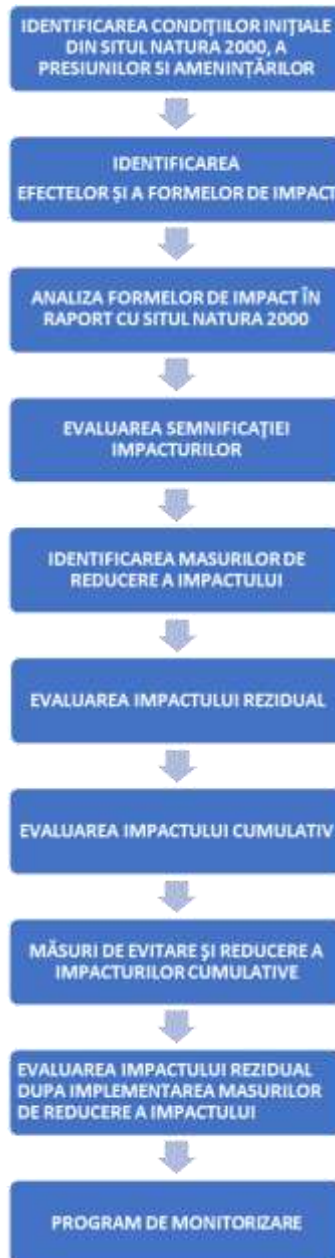 IDENTIFICAREA CONDIȚIILOR INIȚIALE
DIN SITUL NATURA 2000, A
PRESIUNILOR SI AMENINȚĂRILOR
IDENTIFICAREA
EFECTELOR ȘI A FORMELOR DE IMPACT
ANALIZA FORMELOR DE IMPACT ÎN
RAPORT CU SITUL NATURA 2000
EVALUAREA SEMNIFICAȚIEI
IMPACTURILOR
IDENTIFICAREA MASURILOR DE
REDUCERE A IMPACTULUI
EVALUAREA IMPACTULUI REZIDUAL
EVALUAREA IMPACTULUI CUMULATIV
MĂSURI DE EVITARE ȘI REDUCERE A
IMPACTURILOR CUMULATIVE
EVALUAREA IMPACTULUI REZIDUAL
DUPA IMPLEMENTAREA MASURILOR
DE REDUCERE A IMPACTULUI
PROGRAM DE MONITORIZARE